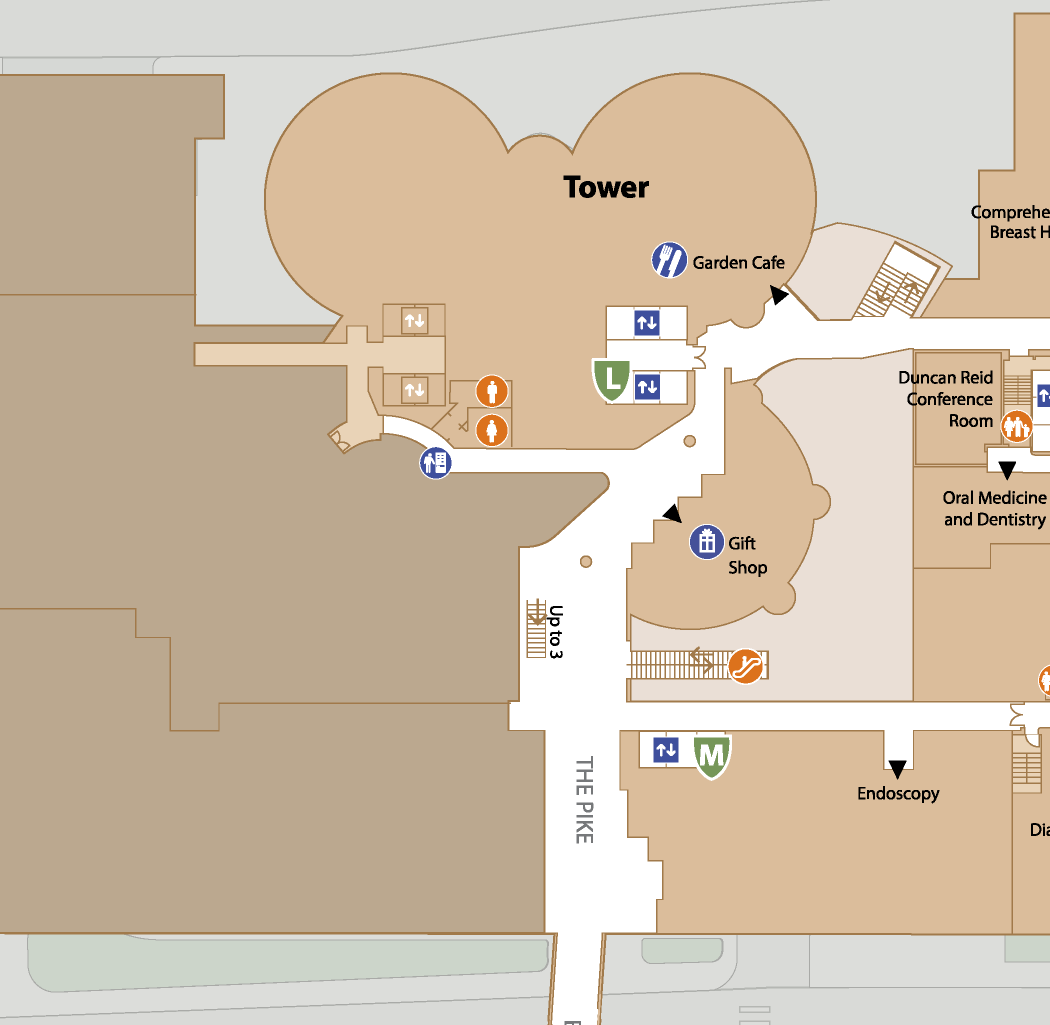 Tower
Comprehe
Breast H
Garden Cafe
L
Duncan Reid
Conference
Room
Oral Medicine
and Dentistry
Gift
Shop
Up to 3
M
THE PIKE
Endoscopy
Dia